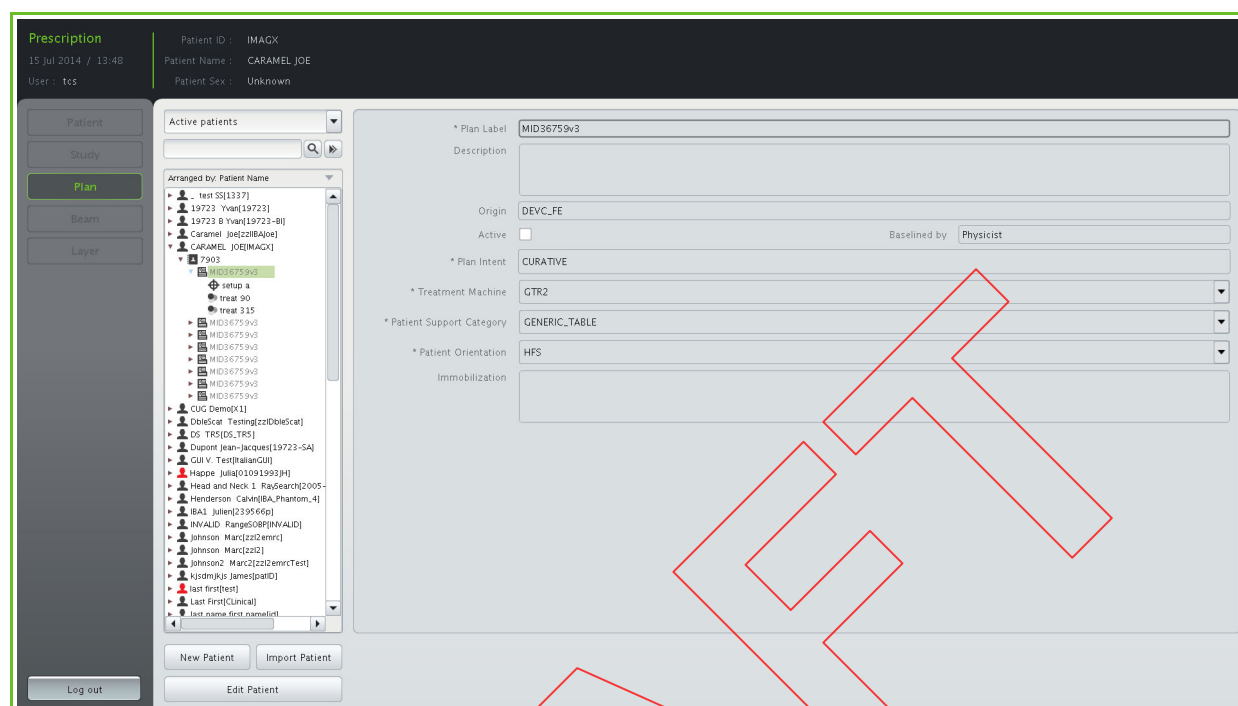 Prescription
15 Jul 2014 / 13:48
User : tcs
Patient ID : IMAGX
Patient Name : CARAMEL JOE
Patient Sex : Unknown
Patient
Study
Plan
Beam
Layer
Log out
Active patients
Arranged by: Patient Name
_ test SS[1337]
19723 Yvan[19723]
19723 B Yvan[19723-BI]
Caramel Joe[zzIIBAJoe]
CARAMEL JOE[IMAGX]
7903
MID36759v3
setup a
treat 90
treat 315
MID36759v3
MID36759v3
MID36759v3
MID36759v3
MID36759v3
MID36759v3
MID36759v3
CUG Demo[X1]
DbleScat Testing[zzIDbleScat]
DS TR5[DS_TR5]
Dupont Jean-Jacques[19723-SA]
GUI V. Test[ItalianGUI]
Happe Julia[01091993JH]
Head and Neck 1 RaySearch[2005-
Henderson Calvin[IBA_Phantom_4]
IBA1 Julien[239566p]
INVALID RangeSOBP[INVALID]
Johnson Marc[zzI2emrc]
Johnson Marc[zzI2]
Johnson2 Marc2[zzI2emrcTest]
kjsdmjkjs James[patID]
last first[test]
Last First[CLinical]
last name first name[id]
New Patient
Import Patient
Edit Patient
* Plan Label MID36759v3
Description
Origin DEVC_FE
Active
Baselined by Physicist
* Plan Intent CURATIVE
* Treatment Machine GTR2
* Patient Support Category GENERIC_TABLE
* Patient Orientation HFS
Immobilization